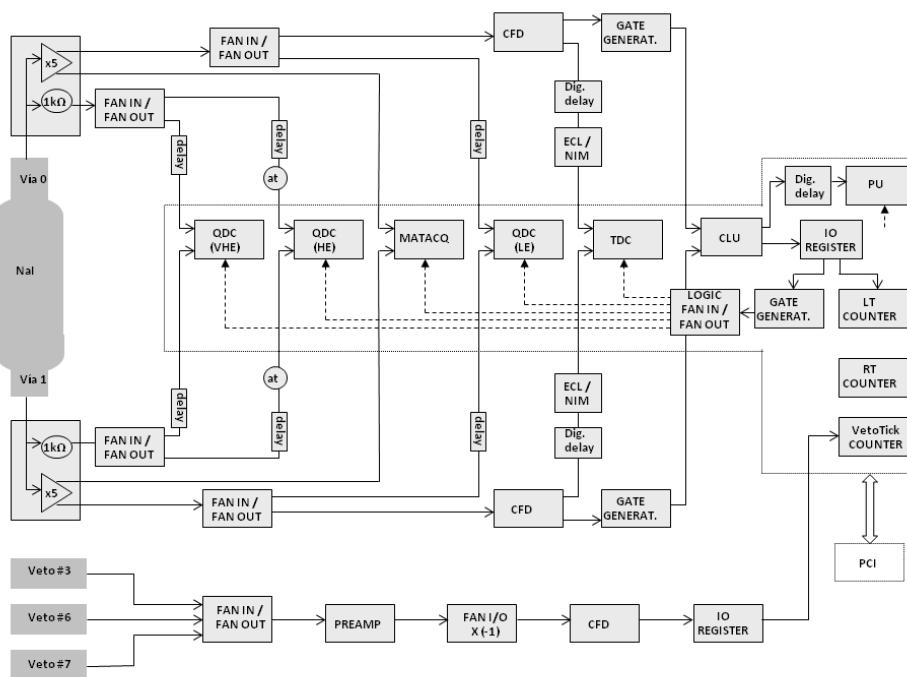 FAN IN /
FAN OUT
CFD
GATE
GENERAT.
x5
1kΩ
FAN IN /
FAN OUT
Dig.
delay
delay
delay
delay
ECL /
NIM
at
Vía 0
Dig.
delay
PU
QDC
(VHE)
QDC
(HE)
MATACQ
QDC
(LE)
TDC
CLU
IO
REGISTER
NaI
LOGIC
FAN IN /
FAN OUT
GATE
GENERAT.
LT
COUNTER
Vía 1
at
ECL /
NIM
RT
COUNTER
delay
delay
delay
Dig.
delay
VetoTick
COUNTER
1kΩ
FAN IN /
FAN OUT
x5
FAN IN /
FAN OUT
CFD
GATE
GENERAT.
PCI
Veto #3
Veto #6
Veto #7
FAN IN /
FAN OUT
PREAMP
FAN I/O
X (-1)
CFD
IO
REGISTER